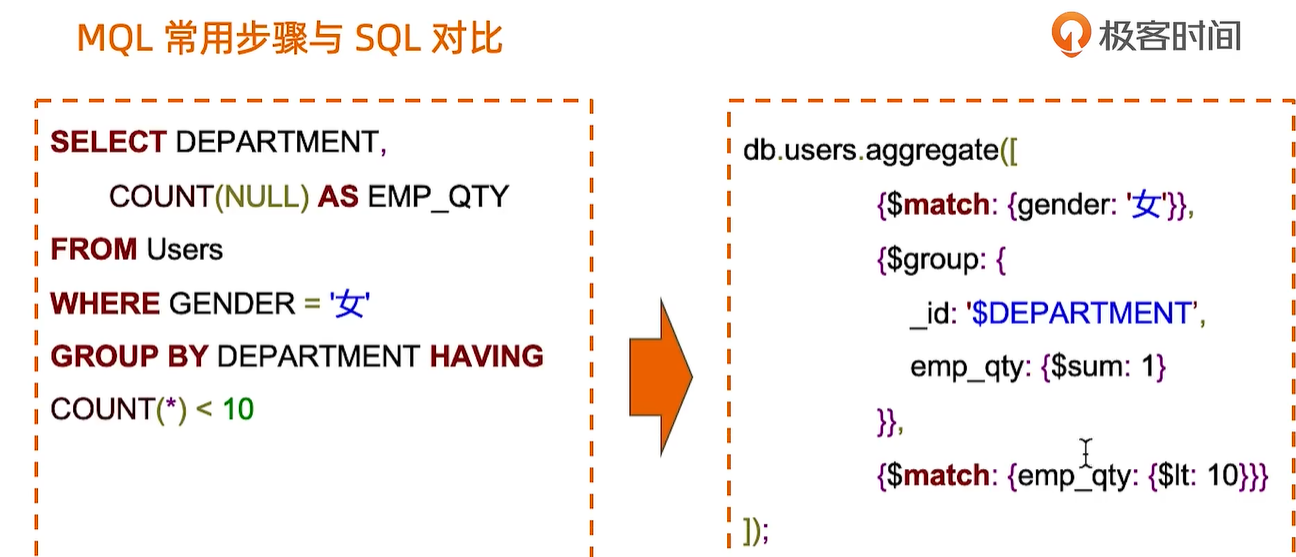 MQL 常用步骤与 SQL 对比
极客时间
SELECT DEPARTMENT,
COUNT(NULL) AS EMP_QTY
FROM Users
WHERE GENDER = '女'
GROUP BY DEPARTMENT HAVING
COUNT(*) < 10
db.users.aggregate([
{$match: {gender: '女'}},
{$group: {
_id: '$DEPARTMENT’,
emp_qty: {$sum: 1}
}},
{$match: {emp_qty: {$lt: 10}}}
]);